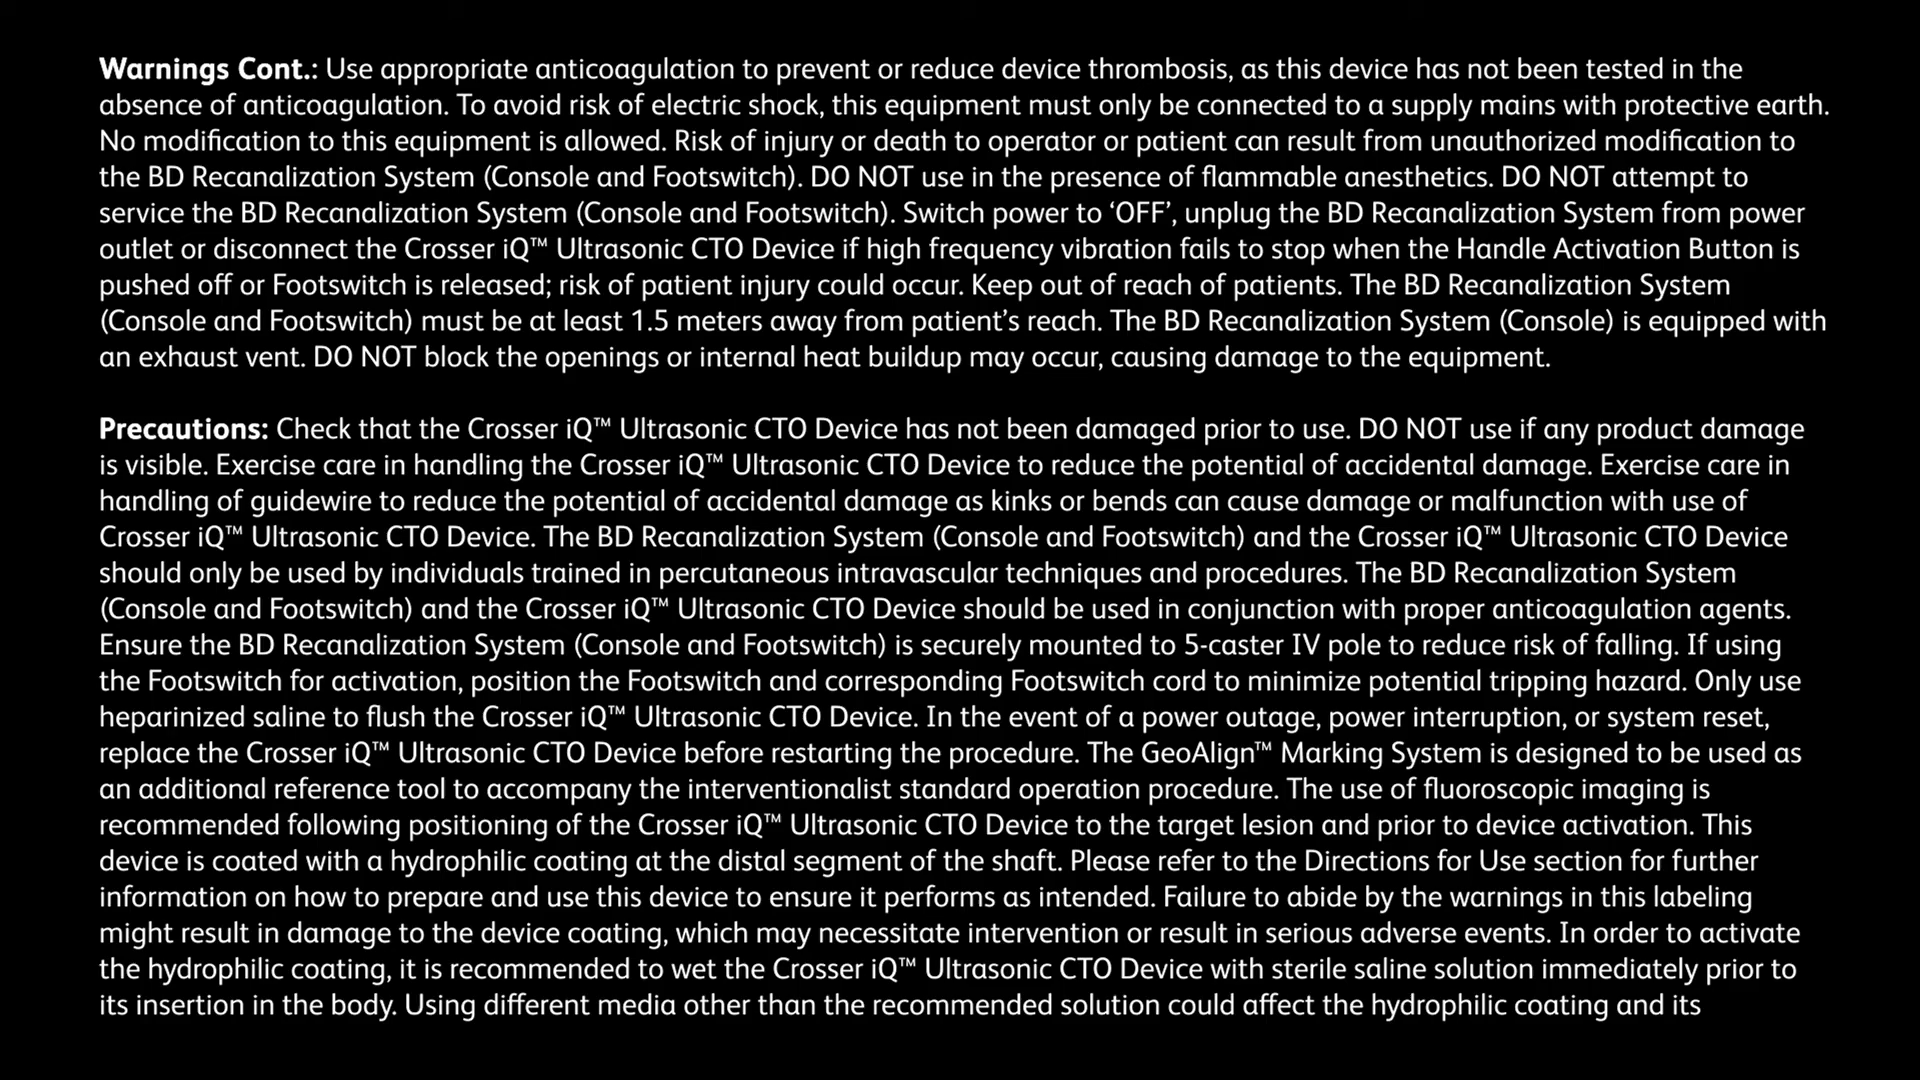 Warnings Cont.: Use appropriate anticoagulation to prevent or reduce device thrombosis, as this device has not been tested in the
absence of anticoagulation. To avoid risk of electric shock, this equipment must only be connected to a supply mains with protective earth.
No modification to this equipment is allowed. Risk of injury or death to operator or patient can result from unauthorized modification to
the BD Recanalization System (Console and Footswitch). DO NOT use in the presence of flammable anesthetics. DO NOT attempt to
service the BD Recanalization System (Console and Footswitch). Switch power to ‘OFF’, unplug the BD Recanalization System from power
outlet or disconnect the Crosser iQ™ Ultrasonic CTO Device if high frequency vibration fails to stop when the Handle Activation Button is
pushed off or Footswitch is released; risk of patient injury could occur. Keep out of reach of patients. The BD Recanalization System
(Console and Footswitch) must be at least 1.5 meters away from patient’s reach. The BD Recanalization System (Console) is equipped with
an exhaust vent. DO NOT block the openings or internal heat buildup may occur, causing damage to the equipment.
Precautions: Check that the Crosser iQ™ Ultrasonic CTO Device has not been damaged prior to use. DO NOT use if any product damage
is visible. Exercise care in handling the Crosser iQ™ Ultrasonic CTO Device to reduce the potential of accidental damage. Exercise care in
handling of guidewire to reduce the potential of accidental damage as kinks or bends can cause damage or malfunction with use of
Crosser iQ™ Ultrasonic CTO Device. The BD Recanalization System (Console and Footswitch) and the Crosser iQ™ Ultrasonic CTO Device
should only be used by individuals trained in percutaneous intravascular techniques and procedures. The BD Recanalization System
(Console and Footswitch) and the Crosser iQ™ Ultrasonic CTO Device should be used in conjunction with proper anticoagulation agents.
Ensure the BD Recanalization System (Console and Footswitch) is securely mounted to 5-caster IV pole to reduce risk of falling. If using
the Footswitch for activation, position the Footswitch and corresponding Footswitch cord to minimize potential tripping hazard. Only use
heparinized saline to flush the Crosser iQ™ Ultrasonic CTO Device. In the event of a power outage, power interruption, or system reset,
replace the Crosser iQ™ Ultrasonic CTO Device before restarting the procedure. The GeoAlign™ Marking System is designed to be used as
an additional reference tool to accompany the interventionalist standard operation procedure. The use of fluoroscopic imaging is
recommended following positioning of the Crosser iQ™ Ultrasonic CTO Device to the target lesion and prior to device activation. This
device is coated with a hydrophilic coating at the distal segment of the shaft. Please refer to the Directions for Use section for further
information on how to prepare and use this device to ensure it performs as intended. Failure to abide by the warnings in this labeling
might result in damage to the device coating, which may necessitate intervention or result in serious adverse events. In order to activate
the hydrophilic coating, it is recommended to wet the Crosser iQ™ Ultrasonic CTO Device with sterile saline solution immediately prior to
its insertion in the body. Using different media other than the recommended solution could affect the hydrophilic coating and its